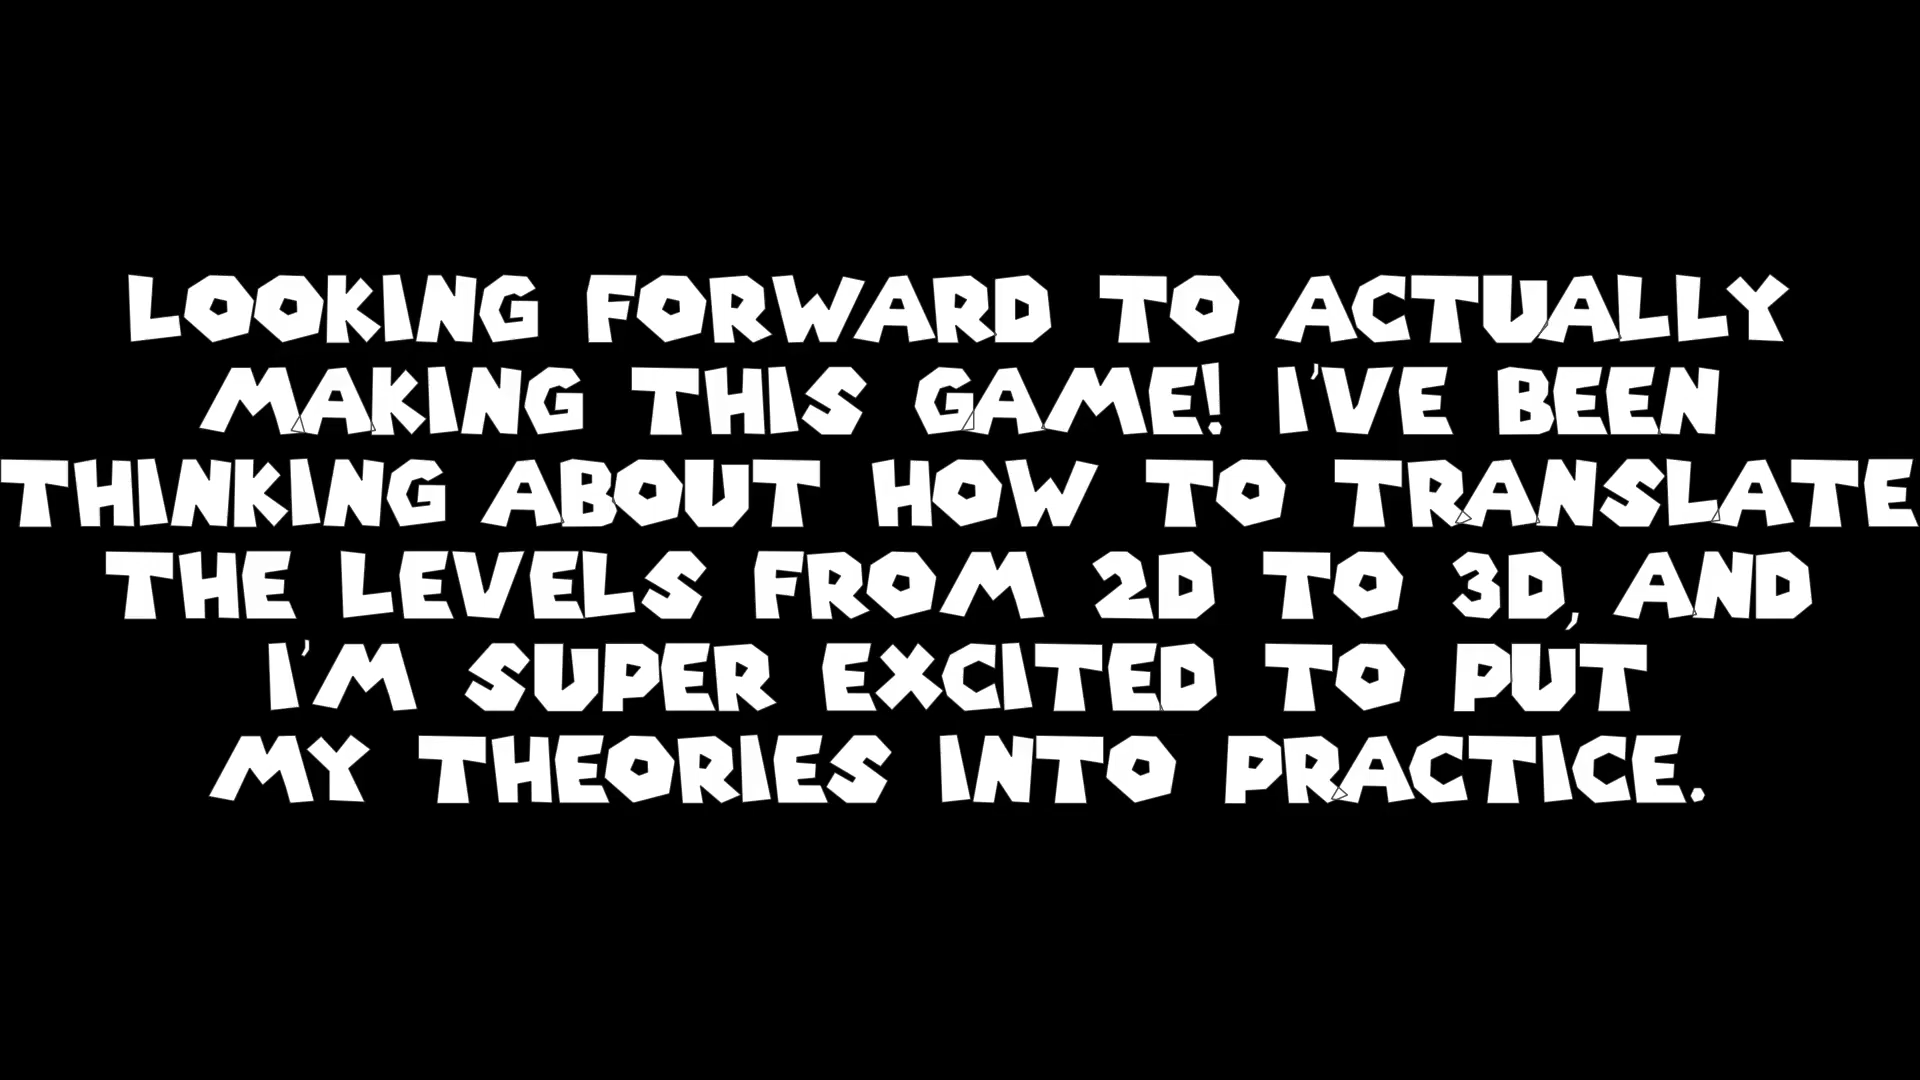 LOOKING FORWARD TO ACTUALLY
MAKING THIS GAME! I'VE BEEN
THINKING ABOUT HOW TO TRANSLATE
THE LEVELS FROM 2D TO 3D, AND
I'M SUPER EXCITED TO PUT
MY THEORIES INTO PRACTICE.